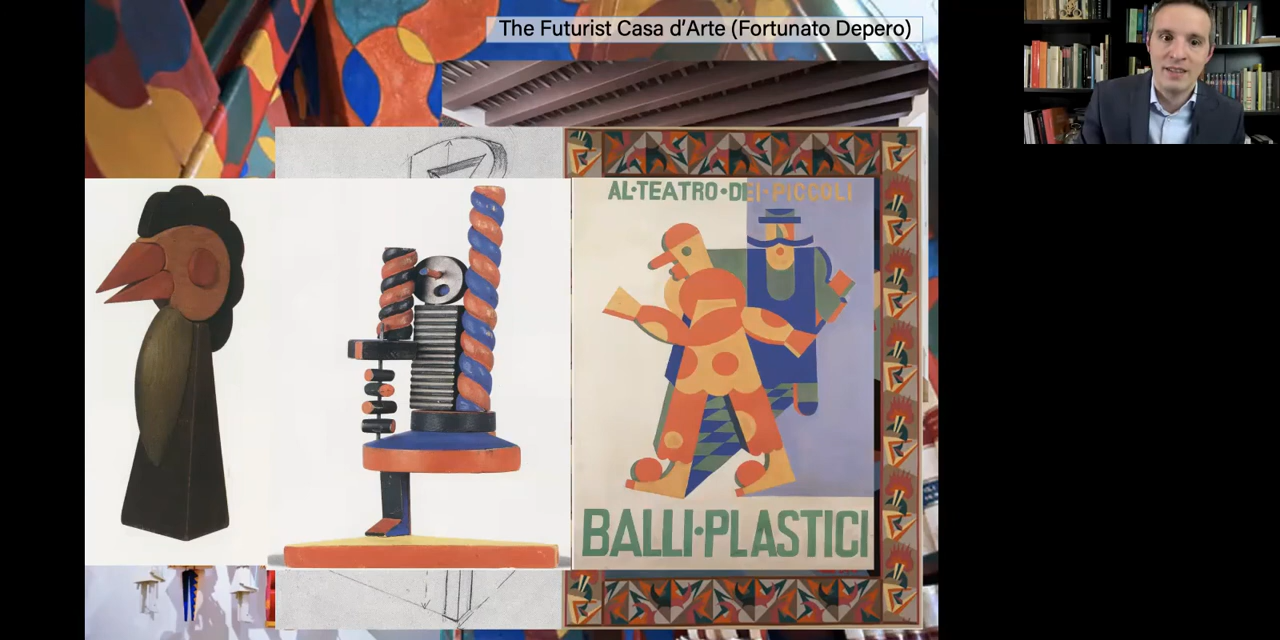 The Futurist Casa d'Arte (Fortunato Depero)
AL·TEATRO·DEI·PICCOLI
BALLI·PLASTICI